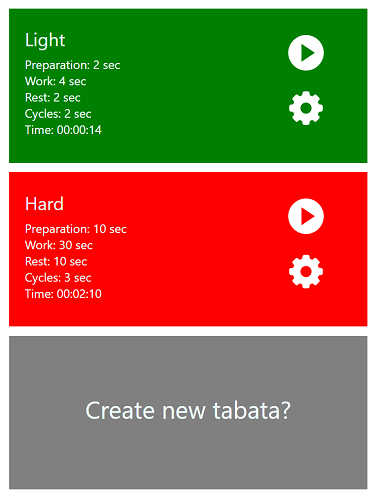 Light
Preparation: 2 sec
Work: 4 sec
Rest: 2 sec
Cycles: 2 sec
Time: 00:00:14
Hard
Preparation: 10 sec
Work: 30 sec
Rest: 10 sec
Cycles: 3 sec
Time: 00:02:10
Create new tabata?